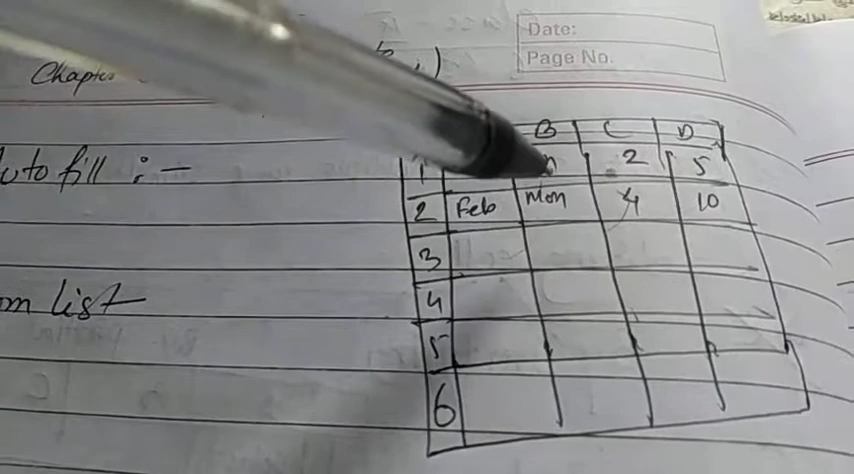 Date:
Page No.
Chapte
uto fill :-
m list
B C D
1 2 5
2 Feb Mon 4 10
3
4
5
6